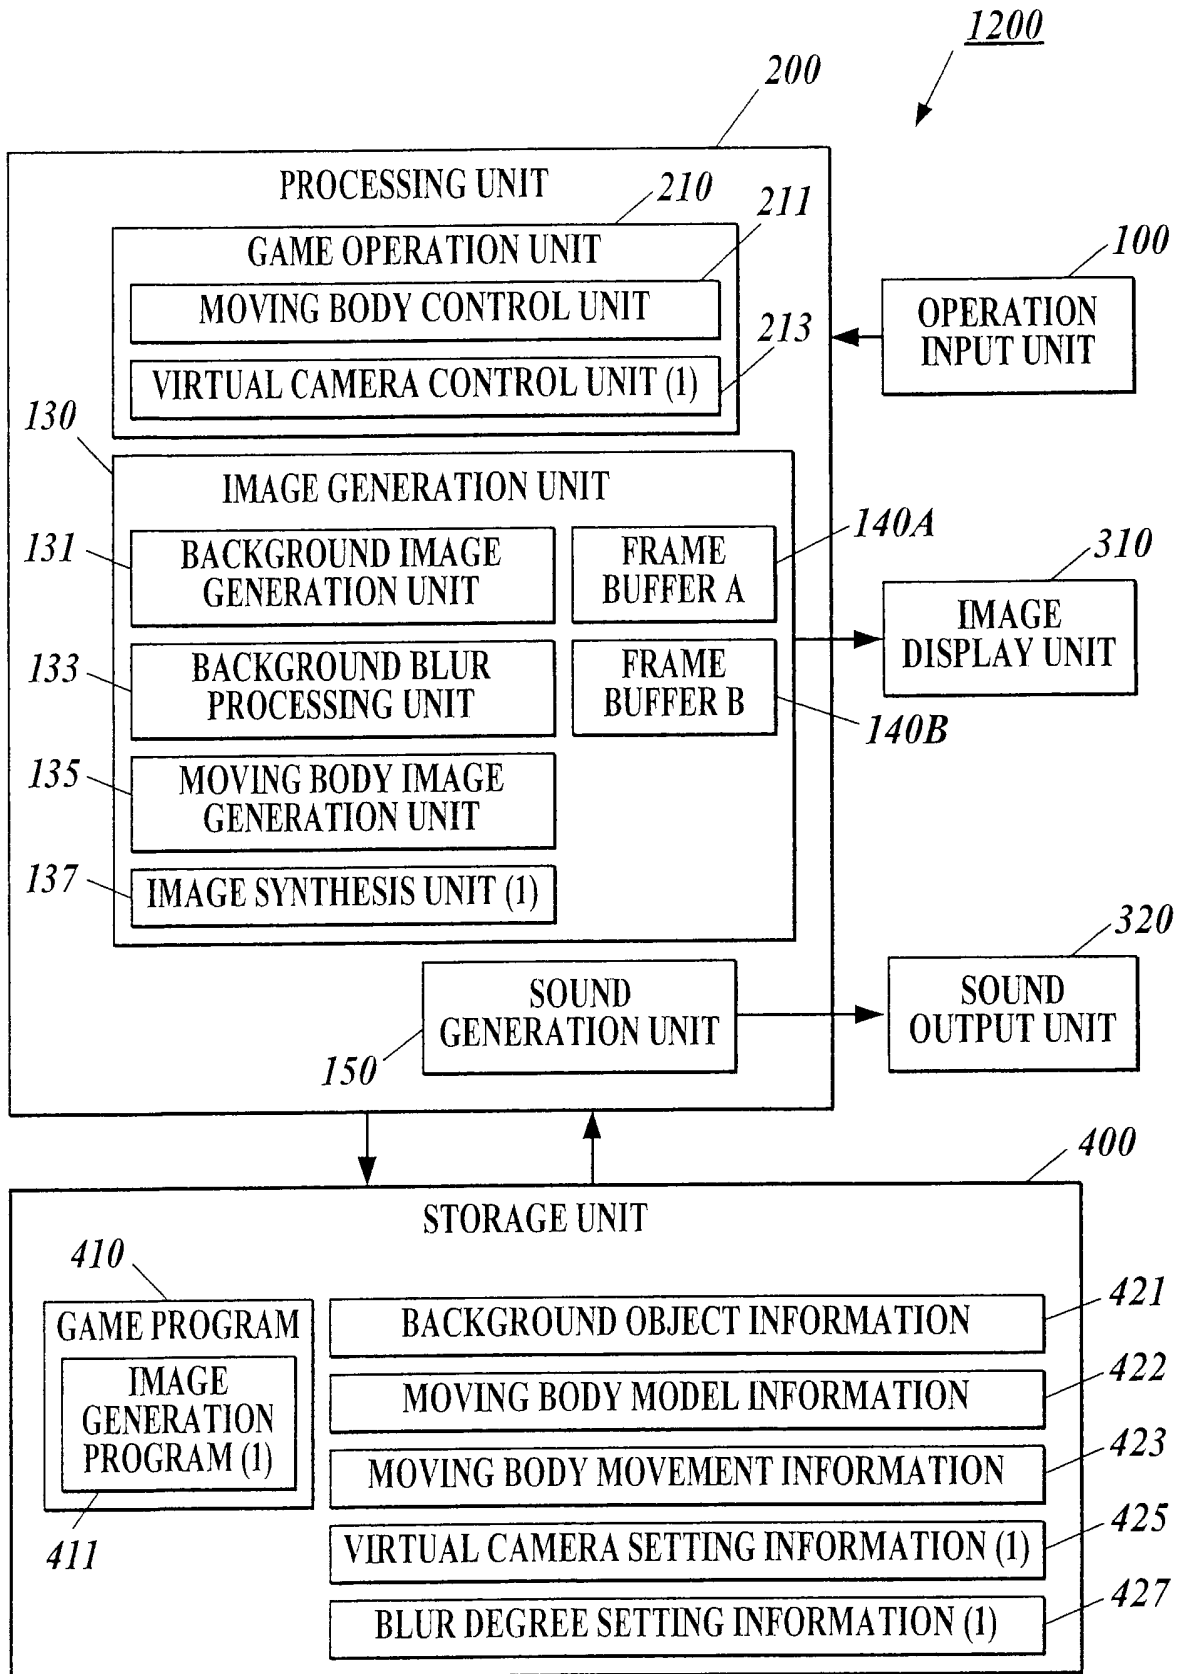 1200
200
PROCESSING UNIT
210
211
GAME OPERATION UNIT
MOVING BODY CONTROL UNIT
213
VIRTUAL CAMERA CONTROL UNIT (1)
100
OPERATION
INPUT UNIT
130
IMAGE GENERATION UNIT
131
BACKGROUND IMAGE
GENERATION UNIT
FRAME
BUFFER A
140A
310
IMAGE
DISPLAY UNIT
133
BACKGROUND BLUR
PROCESSING UNIT
FRAME
BUFFER B
140B
135
MOVING BODY IMAGE
GENERATION UNIT
137
IMAGE SYNTHESIS UNIT (1)
320
SOUND
GENERATION UNIT
150
SOUND
OUTPUT UNIT
400
STORAGE UNIT
410
GAME PROGRAM
IMAGE
GENERATION
PROGRAM (1)
411
421
BACKGROUND OBJECT INFORMATION
422
MOVING BODY MODEL INFORMATION
423
MOVING BODY MOVEMENT INFORMATION
425
VIRTUAL CAMERA SETTING INFORMATION (1)
427
BLUR DEGREE SETTING INFORMATION (1)